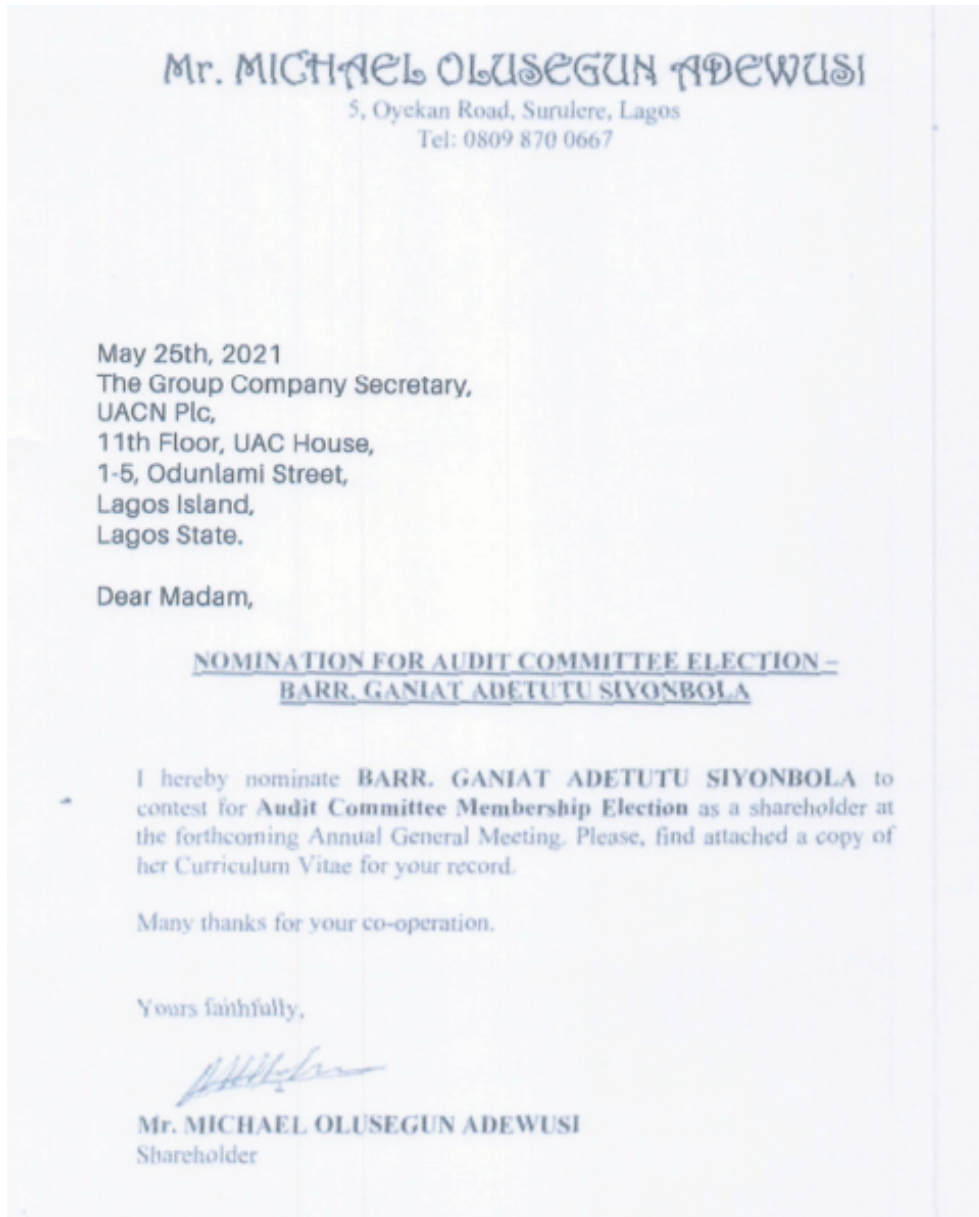 Mr. MICHAEL OLUSEGUN ADEWUSI
5, Oyekan Road, Surulere, Lagos
Tel: 0809 870 0667
May 25th, 2021
The Group Company Secretary,
UACN Plc,
11th Floor, UAC House,
1-5, Odunlami Street,
Lagos Island,
Lagos State.
Dear Madam,
NOMINATION FOR AUDIT COMMITTEE ELECTION –
BARR. GANIAT ADETUTU SIYONBOLA
I hereby nominate BARR. GANIAT ADETUTU SIYONBOLA to
contest for Audit Committee Membership Election as a shareholder at
the forthcoming Annual General Meeting. Please, find attached a copy of
her Curriculum Vitae for your record.
Many thanks for your co-operation.
Yours faithfully,
Mr. MICHAEL OLUSEGUN ADEWUSI
Shareholder